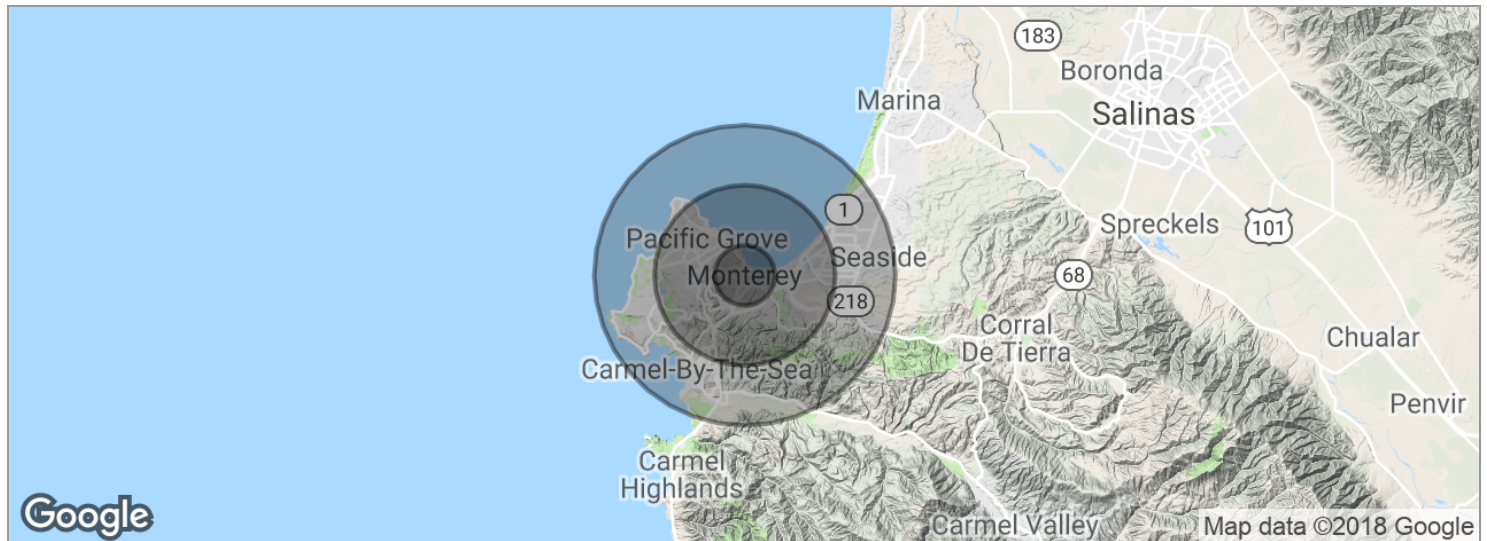 183
Boronda
Marina
Salinas
1
Pacific Grove
Spreckels
101
Seaside
Monterey
68
218
Corral
De Tierra
Chualar
Carmel-By-The-Sea
Penvir
Carmel
Highlands
Google
Carmel Valley
Map data ©2018 Google